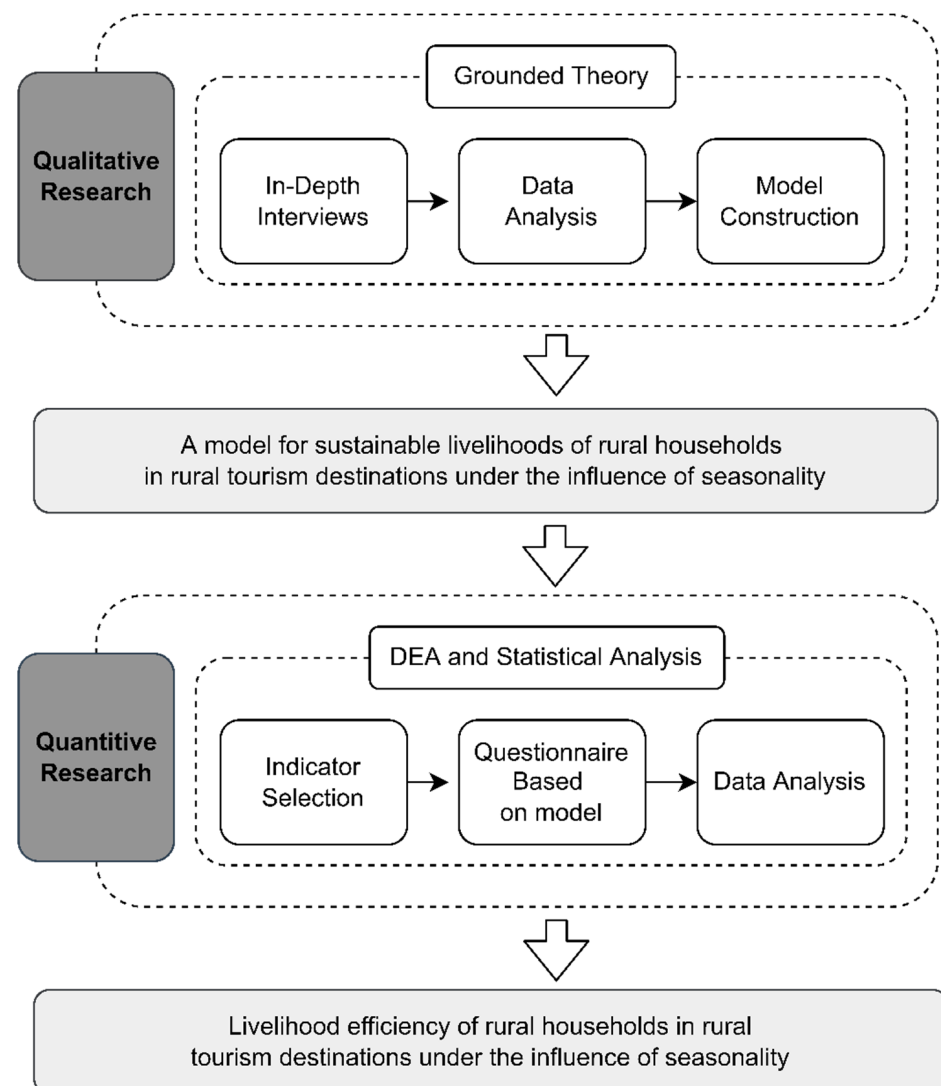 Grounded Theory
Qualitative
Research
In-Depth
Interviews
Data
Analysis
Model
Construction
A model for sustainable livelihoods of rural households
in rural tourism destinations under the influence of seasonality
DEA and Statistical Analysis
Quantitive
Research
Indicator
Selection
Questionnaire
Based
on model
Data Analysis
Livelihood efficiency of rural households in rural
tourism destinations under the influence of seasonality